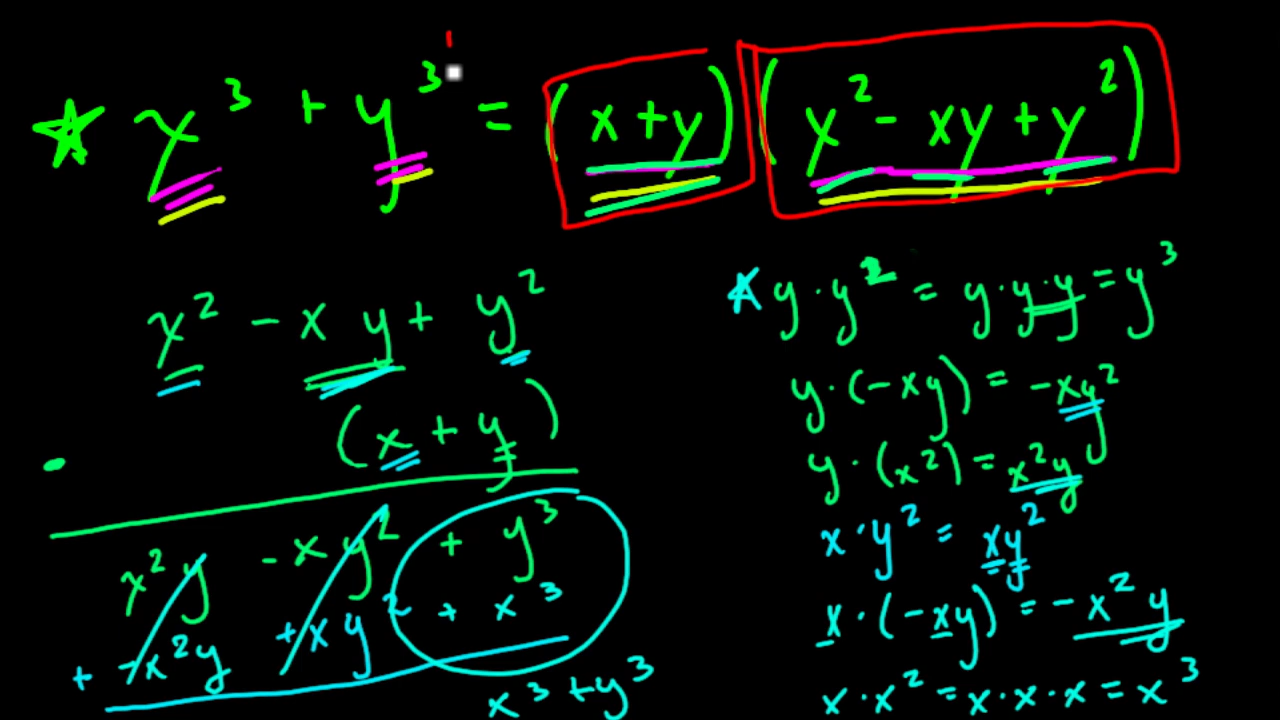 x³ + y³ = (x + y)(x² - xy + y²)
x² - xy + y²
· (x + y)
x²y - xy² + y³
+ -x²y + xy² + x³
x³ + y³
y · y² = y · y · y = y³
y · (-xy) = -xy²
y · (x²) = x²y
x · y² = xy²
x · (-xy) = -x²y
x · x² = x · x · x = x³